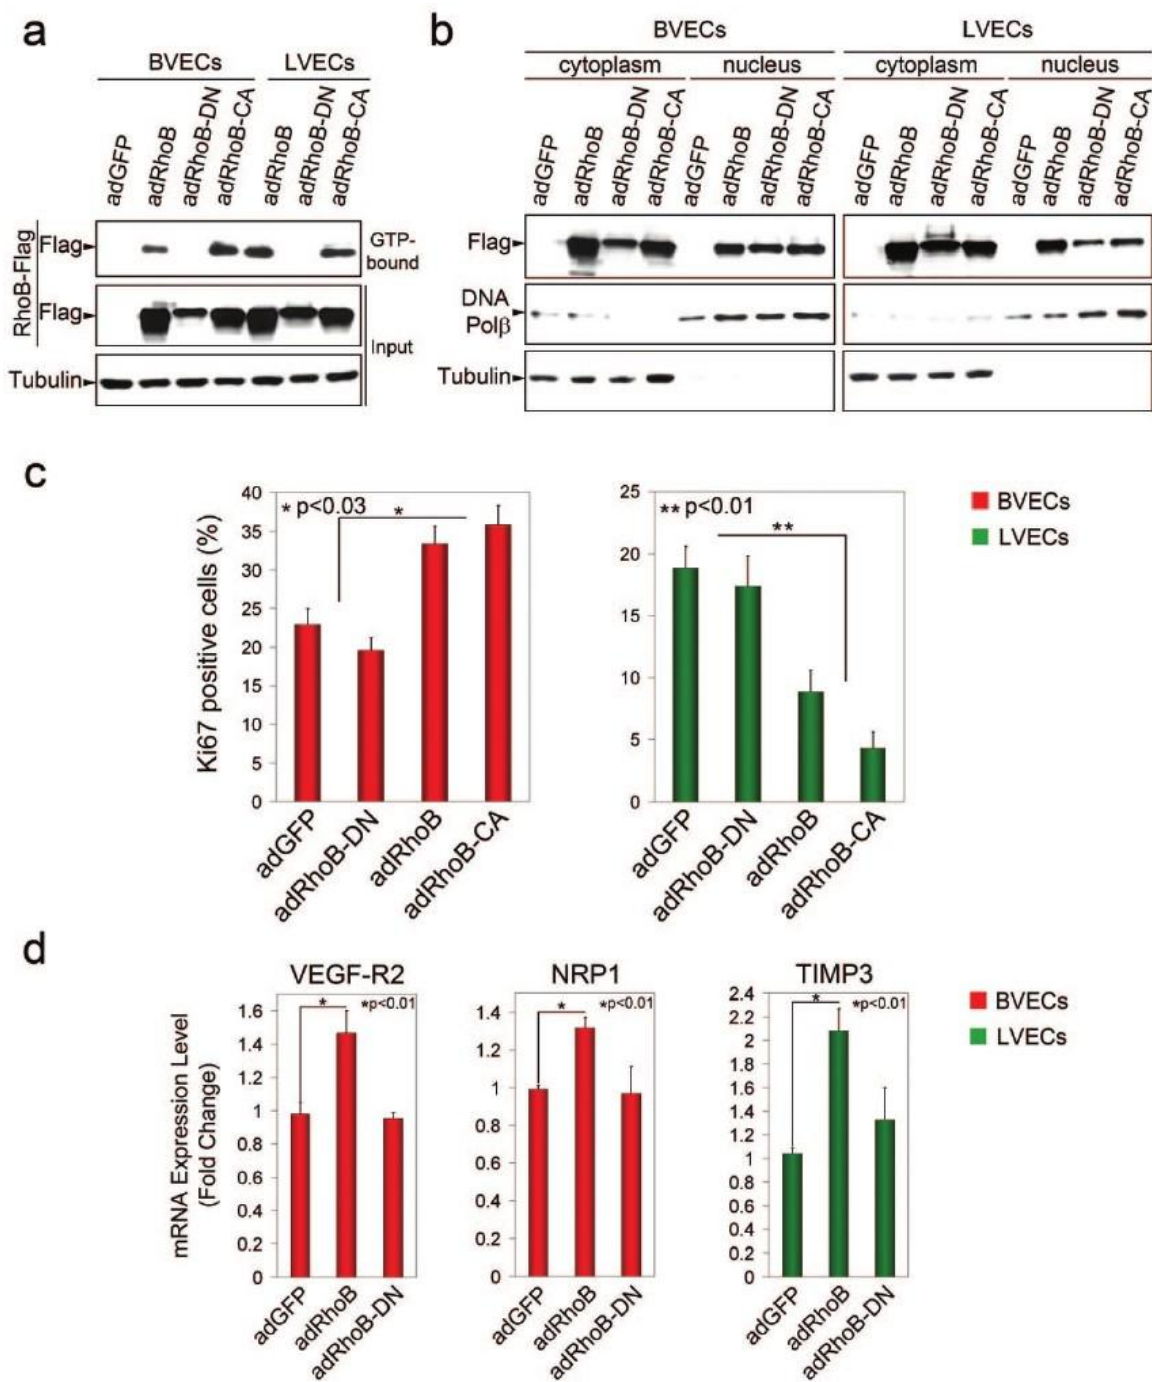 a
BVECs LVECs
adGFP
adRhoB
adRhoB-DN
adRhoB-CA
adRhoB
adRhoB-DN
adRhoB-CA
RhoB-Flag
Flag
GTP-
bound
Flag
Input
Tubulin
b
BVECs LVECs
cytoplasm nucleus cytoplasm nucleus
adGFP
adRhoB
adRhoB-DN
adRhoB-CA
adGFP
adRhoB
adRhoB-DN
adRhoB-CA
adGFP
adRhoB
adRhoB-DN
adRhoB-CA
adGFP
adRhoB
adRhoB-DN
adRhoB-CA
Flag
DNA
Polβ
Tubulin
c
Ki67 positive cells (%)
40
35
30
25
20
15
10
5
0
* p<0.03
*
adGFP
adRhoB-DN
adRhoB
adRhoB-CA
25
20
15
10
5
0
** p<0.01
**
adGFP
adRhoB-DN
adRhoB
adRhoB-CA
BVECs
LVECs
d
mRNA Expression Level
(Fold Change)
VEGF-R2
1.6
1.4
1.2
1
0.8
0.6
0.4
0.2
0
*
*p<0.01
adGFP
adRhoB
adRhoB-DN
NRP1
1.4
1.2
1
0.8
0.6
0.4
0.2
0
*
*p<0.01
adGFP
adRhoB
adRhoB-DN
TIMP3
2.4
2.2
2
1.8
1.6
1.4
1.2
1
0.8
0.6
0.4
0.2
0
*
*p<0.01
adGFP
adRhoB
adRhoB-DN
BVECs
LVECs